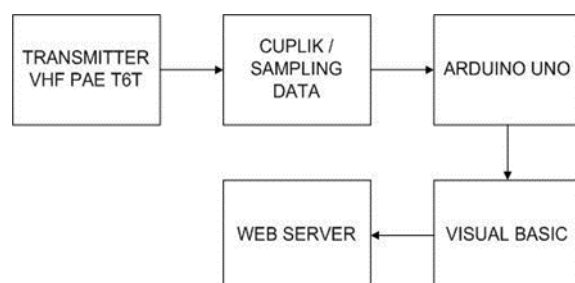 TRANSMITTER
VHF PAE T6T
CUPLIK /
SAMPLING
DATA
ARDUINO UNO
WEB SERVER
VISUAL BASIC